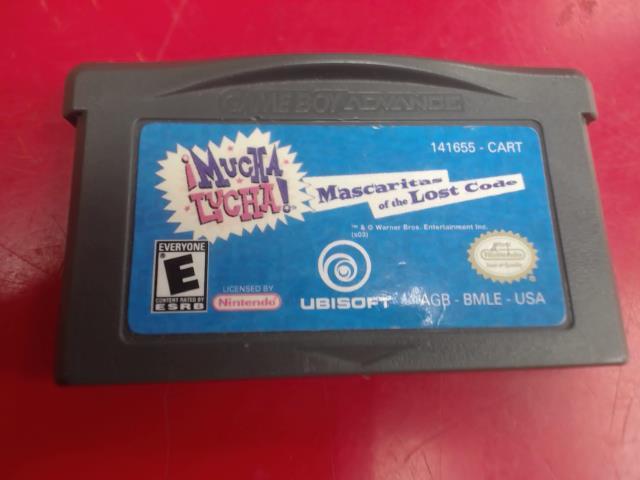 GAME BOY ADVANCE
141655 - CART
¡MUCHA
LUCHA!
Mascaritas
of the Lost Code
™ & © Warner Bros. Entertainment Inc.
(s03)
EVERYONE
E
CONTENT RATED BY
ESRB
LICENSED BY
Nintendo
UBISOFT
Nintendo
AGB - BMLE - USA